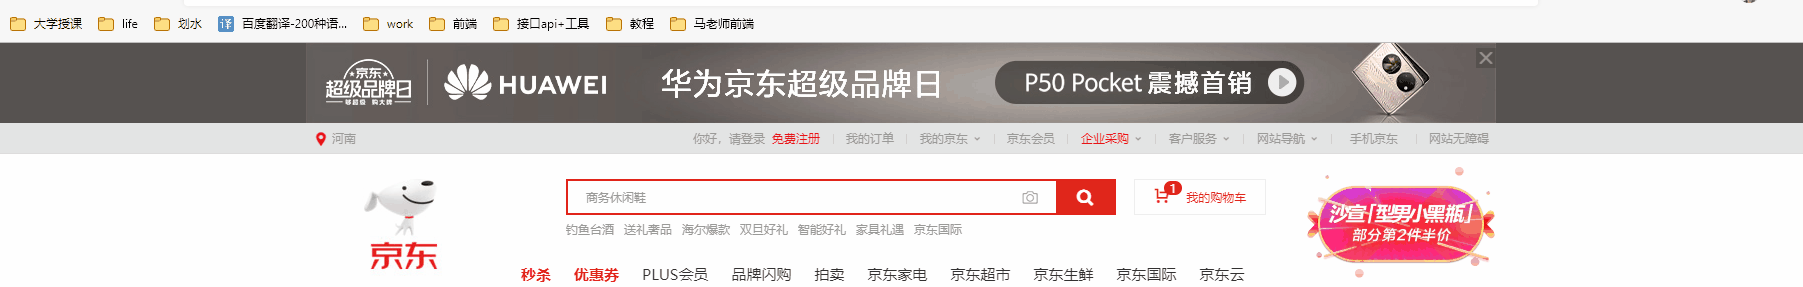 大学授课 life 划水 译 百度翻译-200种语... work 前端 接口api+工具 教程 马老师前端
京东
超级品牌日
够超级 购大牌
HUAWEI 华为京东超级品牌日 P50 Pocket 震撼首销
河南 你好，请登录 免费注册 我的订单 我的京东 京东会员 企业采购 客户服务 网站导航 手机京东 网站无障碍
商务休闲鞋 1 我的购物车
钓鱼台酒 送礼奢品 海尔爆款 双旦好礼 智能好礼 家具礼遇 京东国际
沙宣「型男小黑瓶」
部分第2件半价
京东
秒杀 优惠券 PLUS会员 品牌闪购 拍卖 京东家电 京东超市 京东生鲜 京东国际 京东云